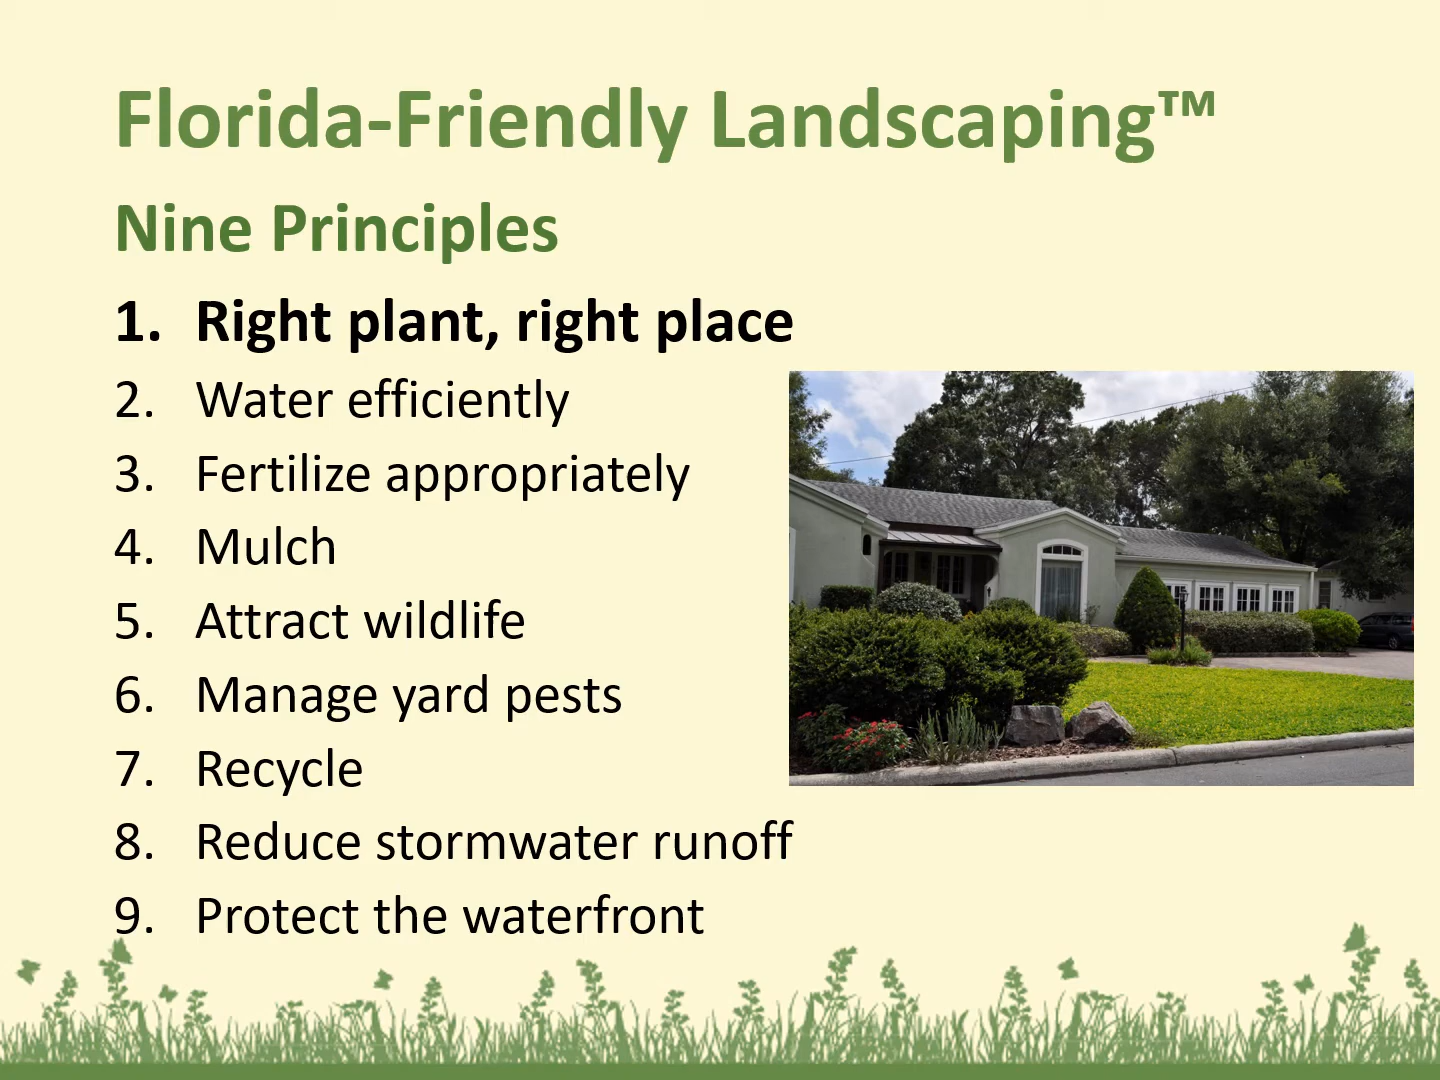 Florida-Friendly Landscaping™
Nine Principles
1. Right plant, right place
2. Water efficiently
3. Fertilize appropriately
4. Mulch
5. Attract wildlife
6. Manage yard pests
7. Recycle
8. Reduce stormwater runoff
9. Protect the waterfront